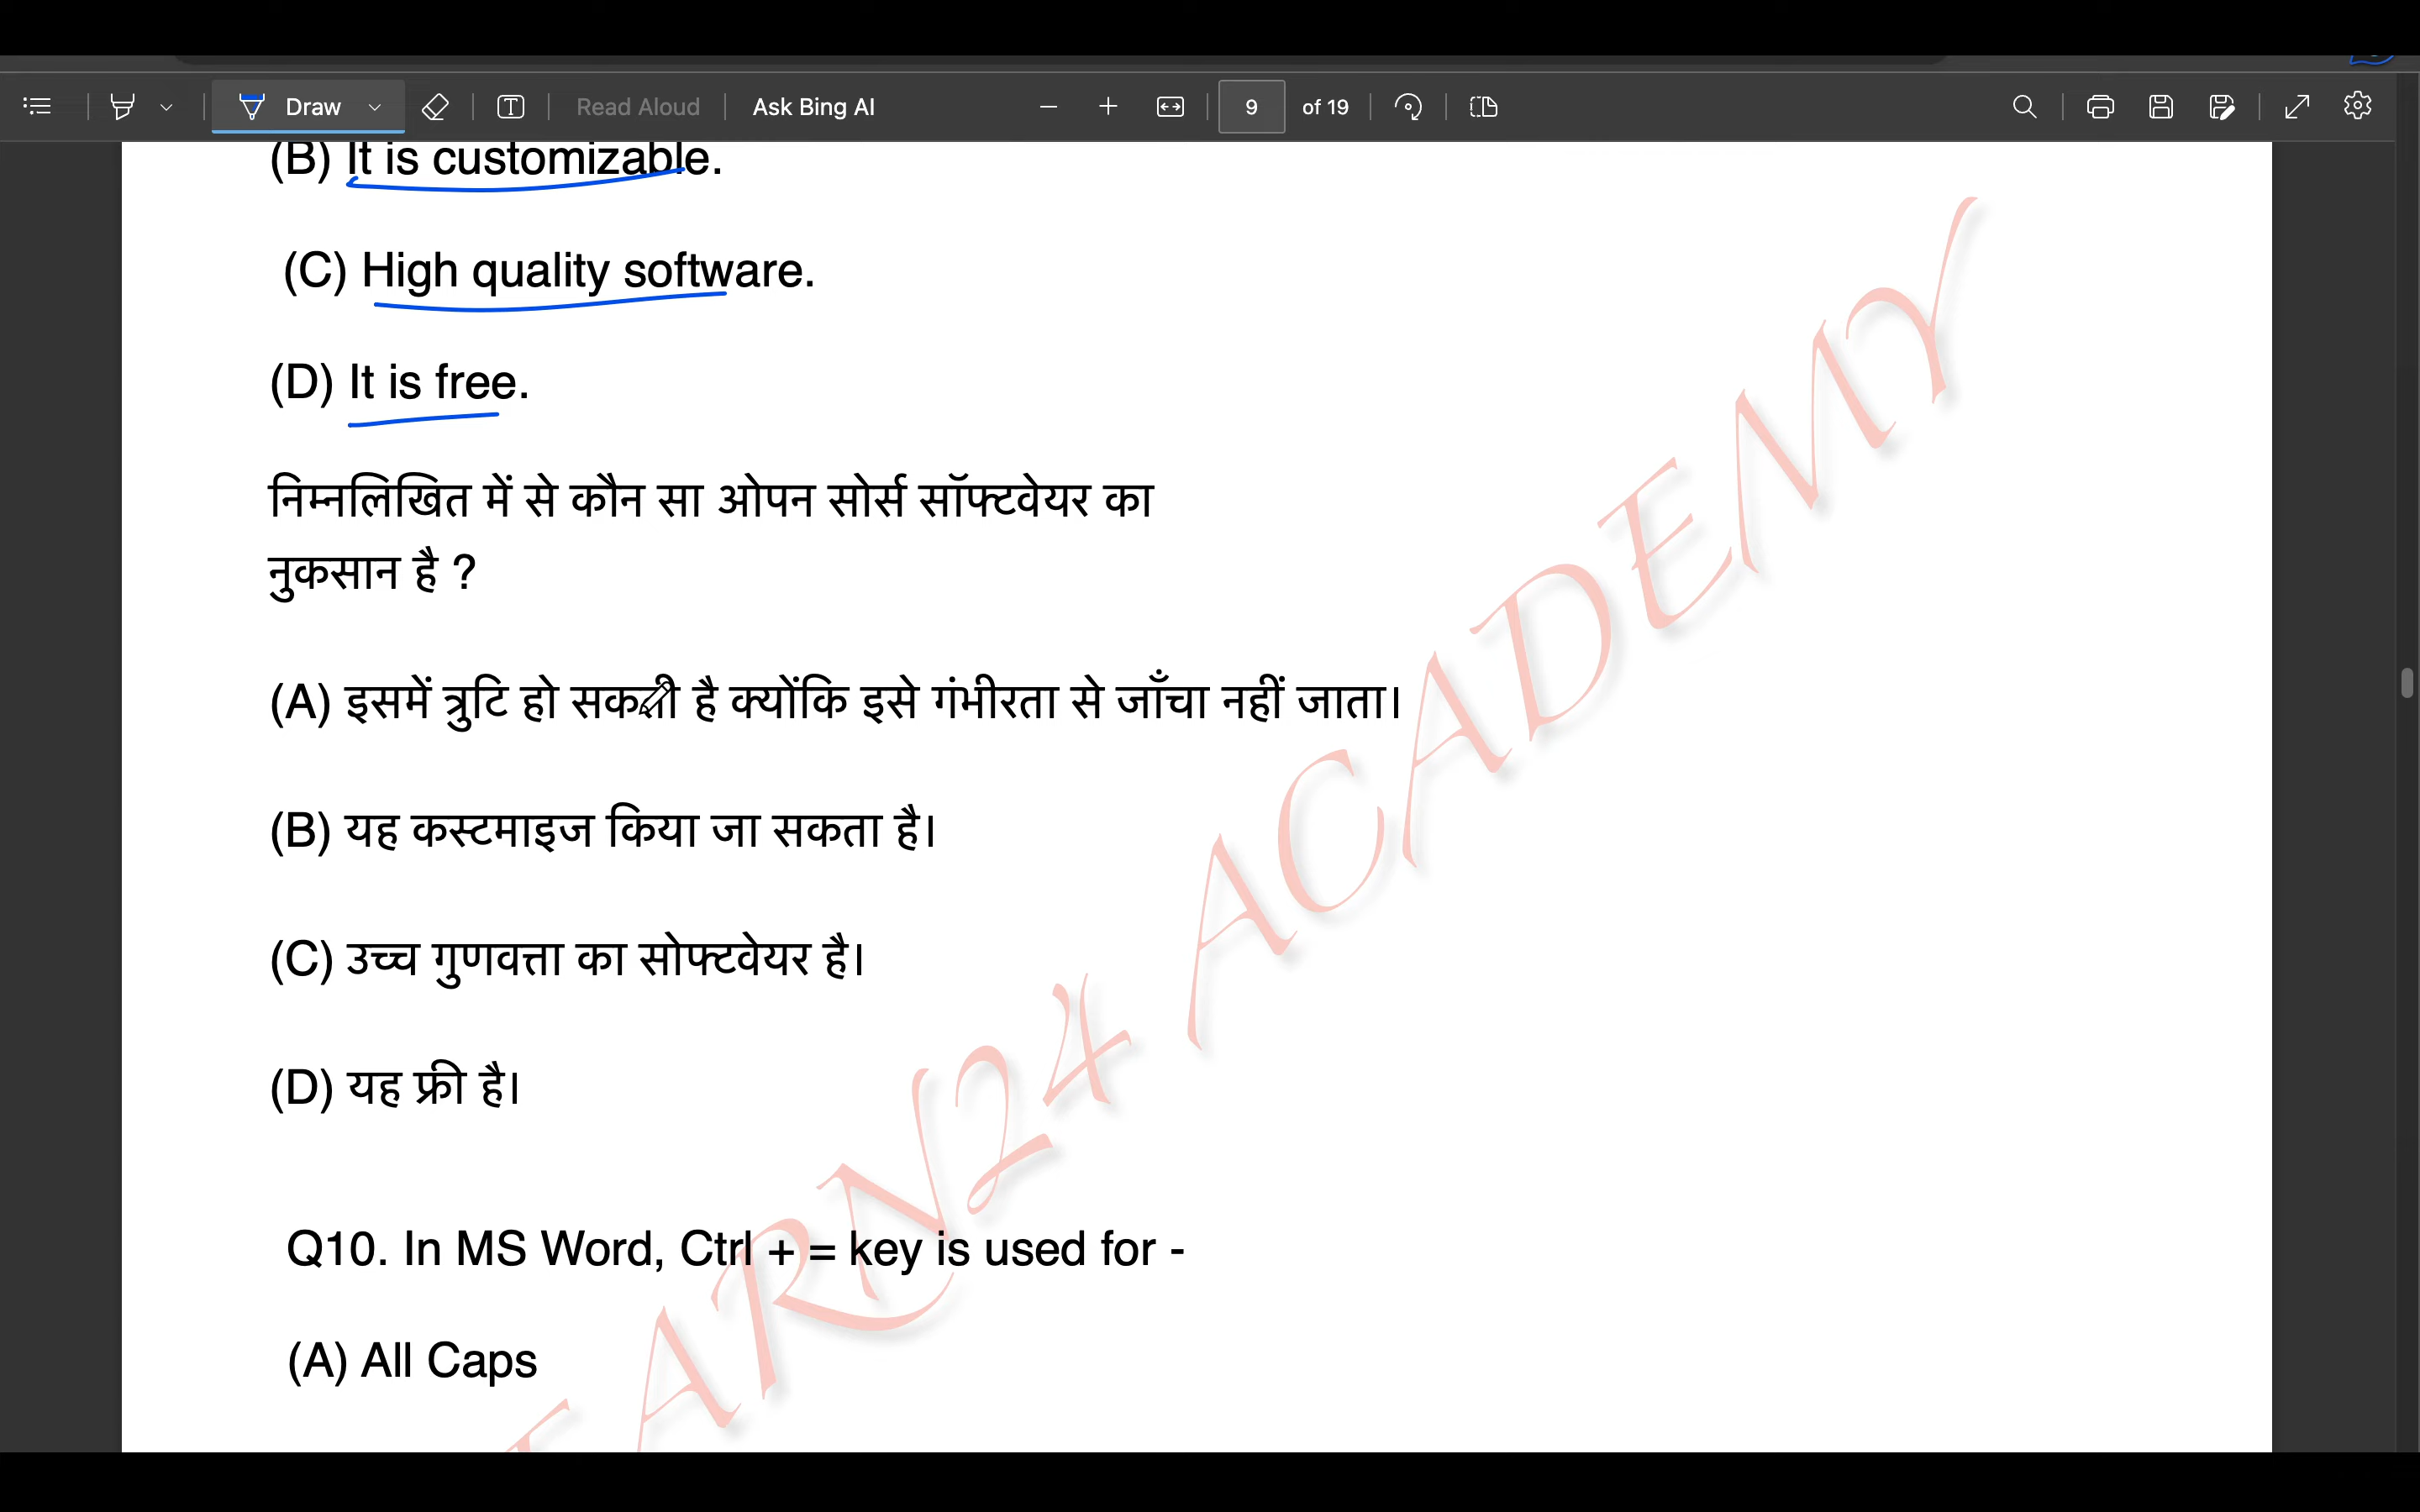 Draw
Read Aloud
Ask Bing AI
9 of 19
(B) It is customizable.
(C) High quality software.
(D) It is free.
निम्नलिखित में से कौन सा ओपन सोर्स सॉफ्टवेयर का
नुकसान है ?
(A) इसमें त्रुटि हो सकती है क्योंकि इसे गंभीरता से जाँचा नहीं जाता।
(B) यह कस्टमाइज किया जा सकता है।
(C) उच्च गुणवत्ता का सोफ्टवेयर है।
(D) यह फ्री है।
Q10. In MS Word, Ctrl + = key is used for -
(A) All Caps
EARN24 ACADEMY